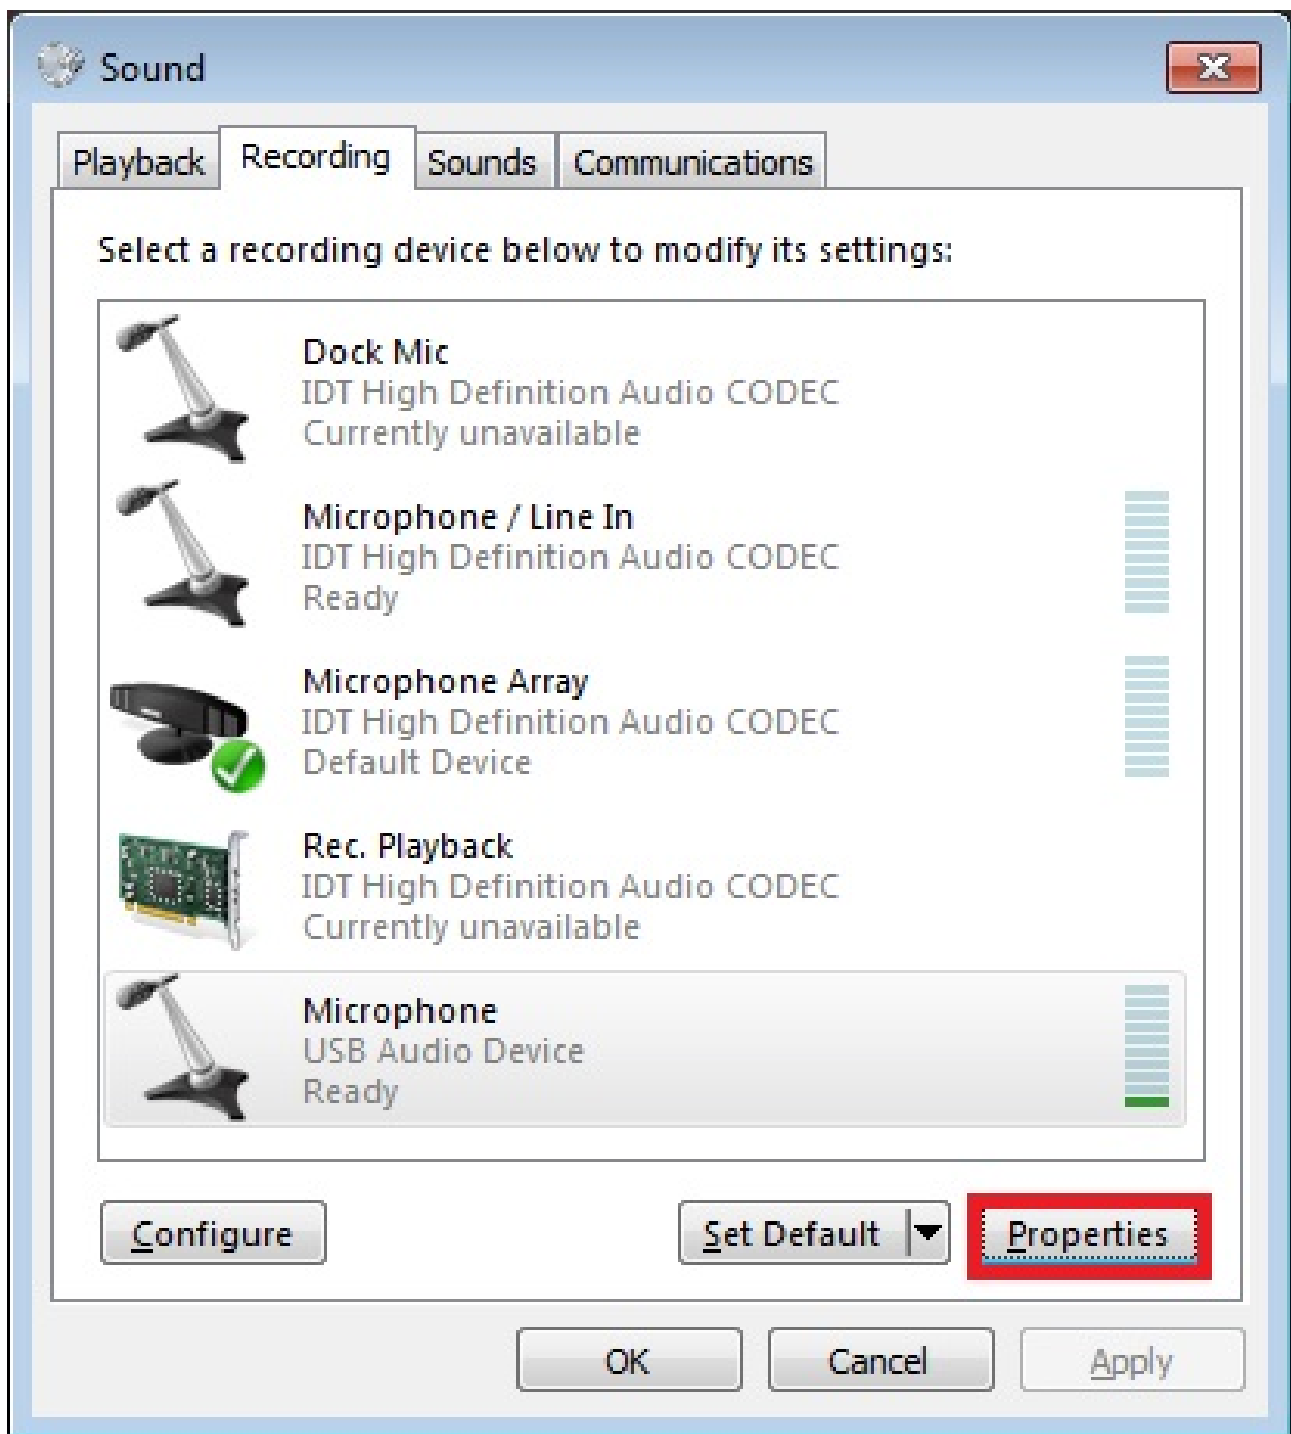 Sound
Playback Recording Sounds Communications
Select a recording device below to modify its settings:
Dock Mic
IDT High Definition Audio CODEC
Currently unavailable
Microphone / Line In
IDT High Definition Audio CODEC
Ready
Microphone Array
IDT High Definition Audio CODEC
Default Device
Rec. Playback
IDT High Definition Audio CODEC
Currently unavailable
Microphone
USB Audio Device
Ready
Configure Set Default Properties
OK Cancel Apply